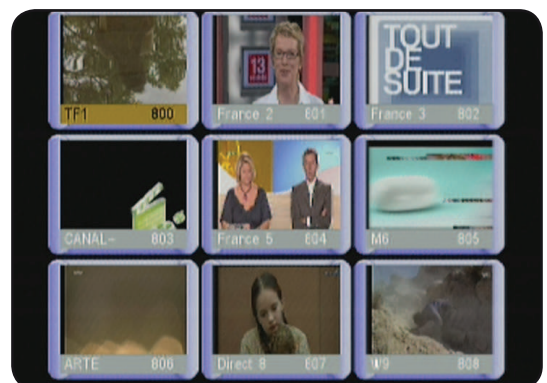 TF1 800
13
France 2 801
TOUT
DE
SUITE
France 3 802
CANAL- 803
France 5 804
M6 805
ARTE 806
Direct 8 807
W9 808